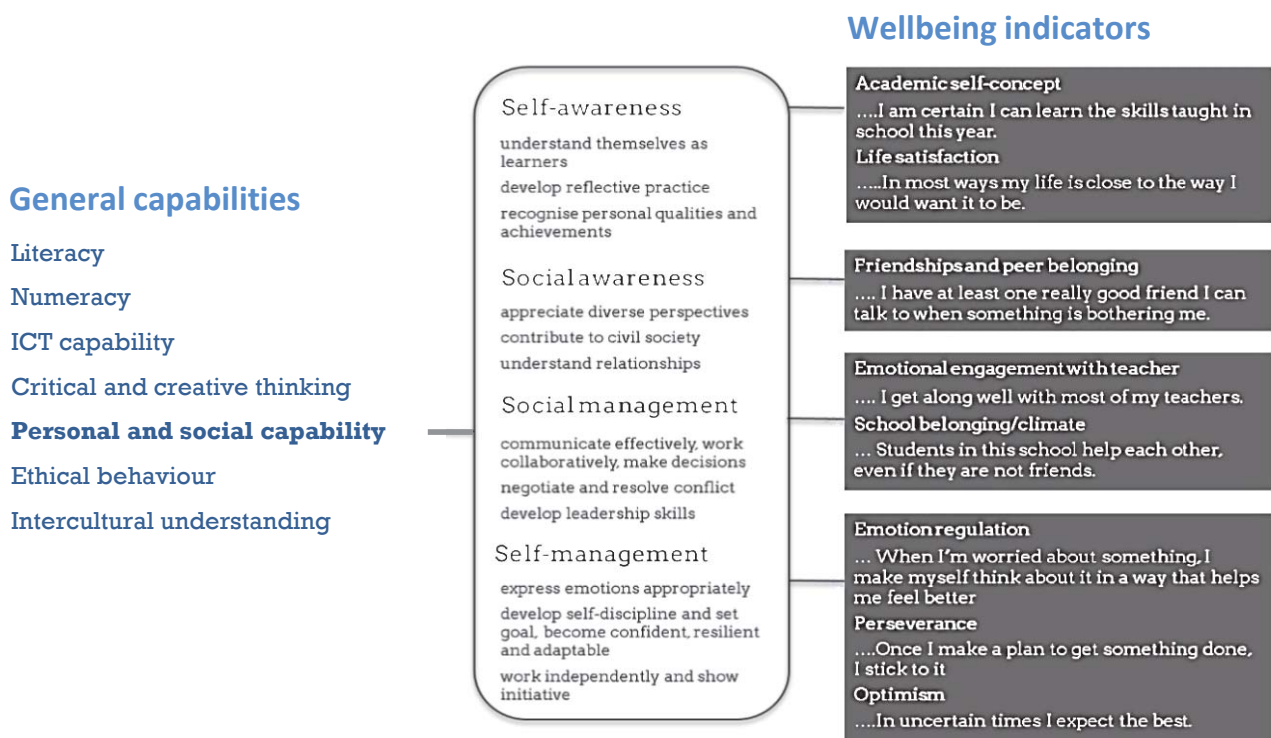 General capabilities
Literacy
Numeracy
ICT capability
Critical and creative thinking
Personal and social capability
Ethical behaviour
Intercultural understanding
Self-awareness
understand themselves as
learners
develop reflective practice
recognise personal qualities and
achievements
Social awareness
appreciate diverse perspectives
contribute to civil society
understand relationships
Social management
communicate effectively, work
collaboratively, make decisions
negotiate and resolve conflict
develop leadership skills
Self-management
express emotions appropriately
develop self-discipline and set
goal, become confident, resilient
and adaptable
work independently and show
initiative
Wellbeing indicators
Academic self-concept
....I am certain I can learn the skills taught in
school this year.
Life satisfaction
.....In most ways my life is close to the way I
would want it to be.
Friendships and peer belonging
.... I have at least one really good friend I can
talk to when something is bothering me.
Emotional engagement with teacher
.... I get along well with most of my teachers.
School belonging/climate
... Students in this school help each other,
even if they are not friends.
Emotion regulation
... When I'm worried about something, I
make myself think about it in a way that helps
me feel better
Perseverance
....Once I make a plan to get something done,
I stick to it
Optimism
....In uncertain times I expect the best.